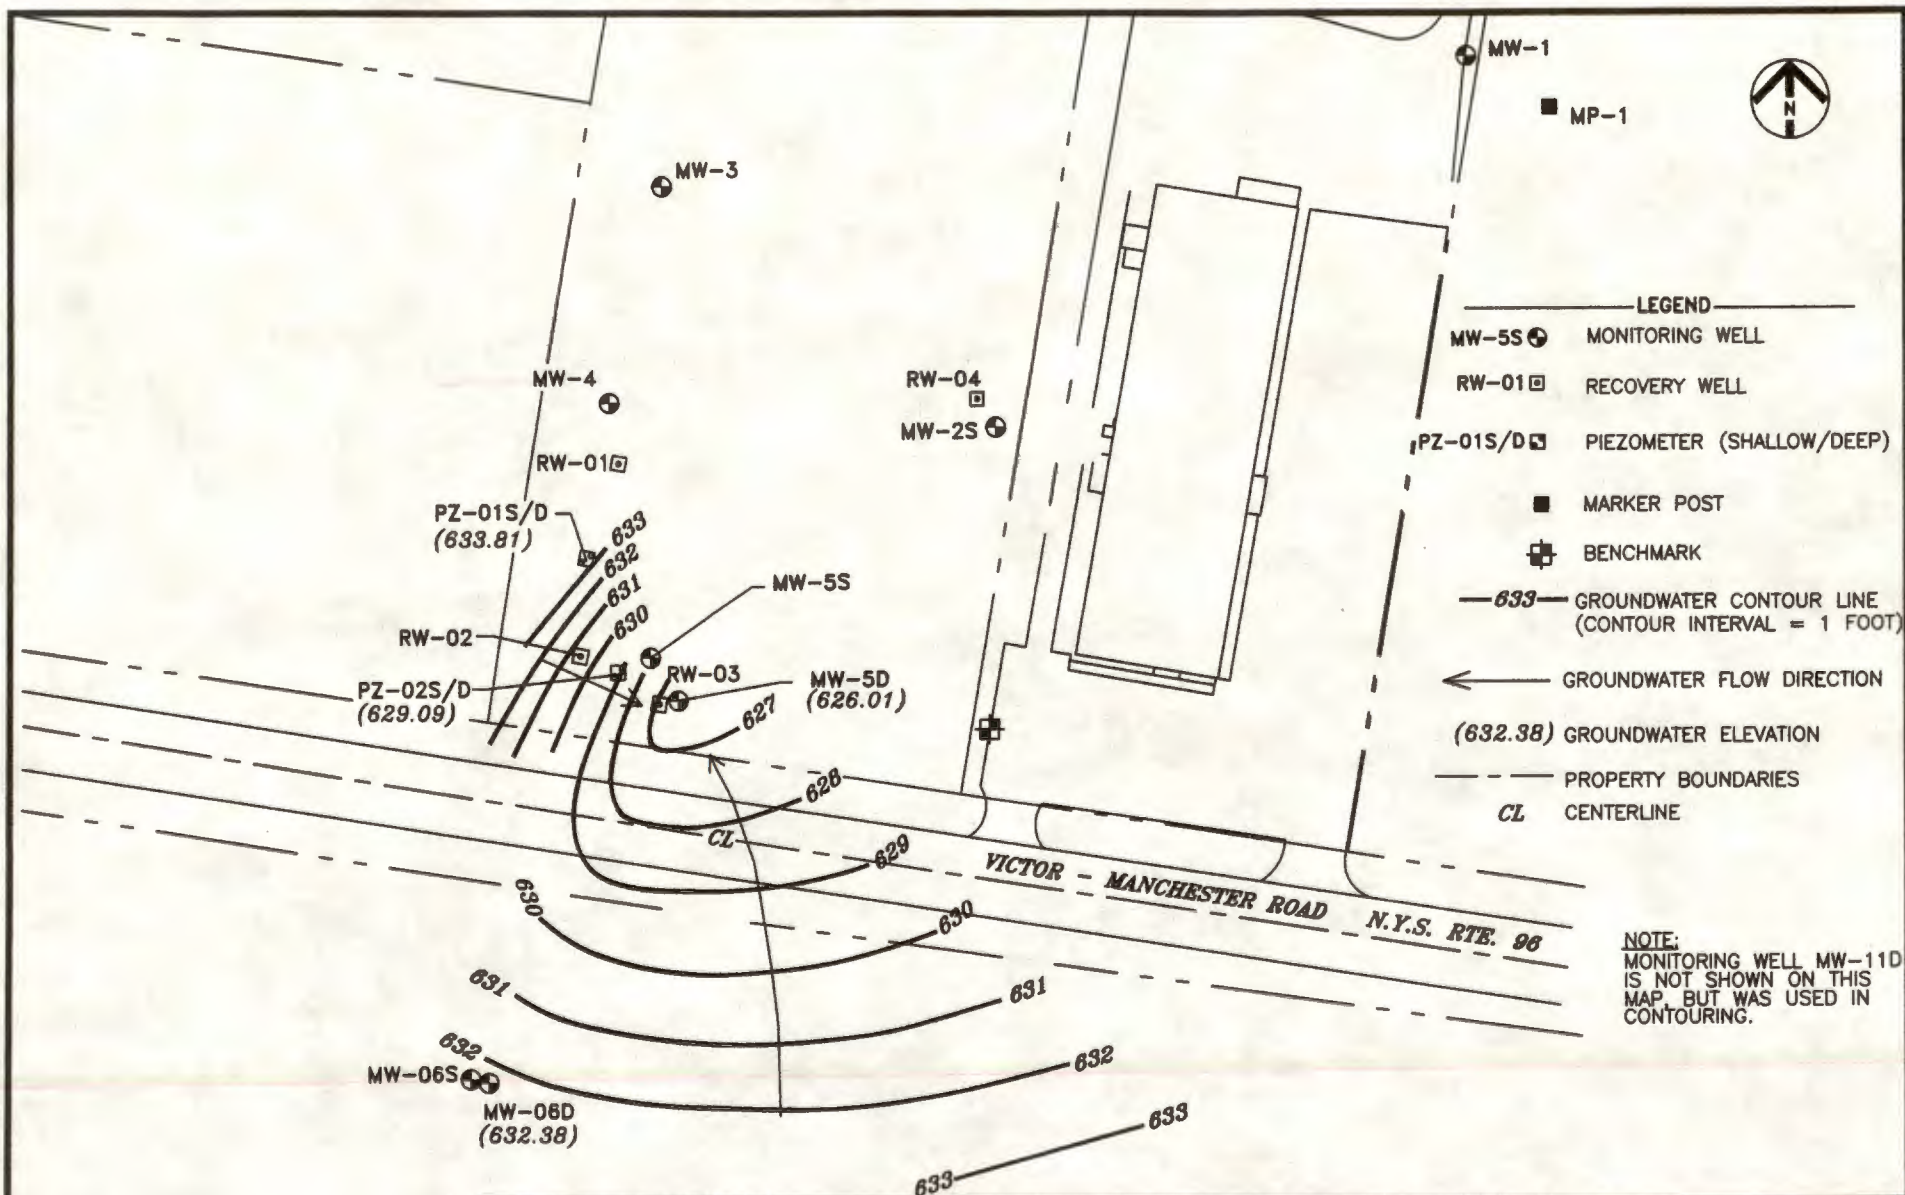 MW-1
MP-1
N
MW-3
LEGEND
MW-5S MONITORING WELL
RW-01 RECOVERY WELL
PZ-01S/D PIEZOMETER (SHALLOW/DEEP)
MARKER POST
BENCHMARK
633 GROUNDWATER CONTOUR LINE
(CONTOUR INTERVAL = 1 FOOT)
GROUNDWATER FLOW DIRECTION
(632.38) GROUNDWATER ELEVATION
PROPERTY BOUNDARIES
CL CENTERLINE
MW-4
RW-04
MW-2S
RW-01
PZ-01S/D
(633.81)
633
632
631
630
MW-5S
RW-02
RW-03
PZ-02S/D
(629.09)
MW-5D
(626.01)
627
628
CL
629
VICTOR - MANCHESTER ROAD N.Y.S. RTE. 96
630
630
631
631
632
632
MW-06S
MW-06D
(632.38)
633
633
NOTE:
MONITORING WELL MW-11D
IS NOT SHOWN ON THIS
MAP, BUT WAS USED IN
CONTOURING.